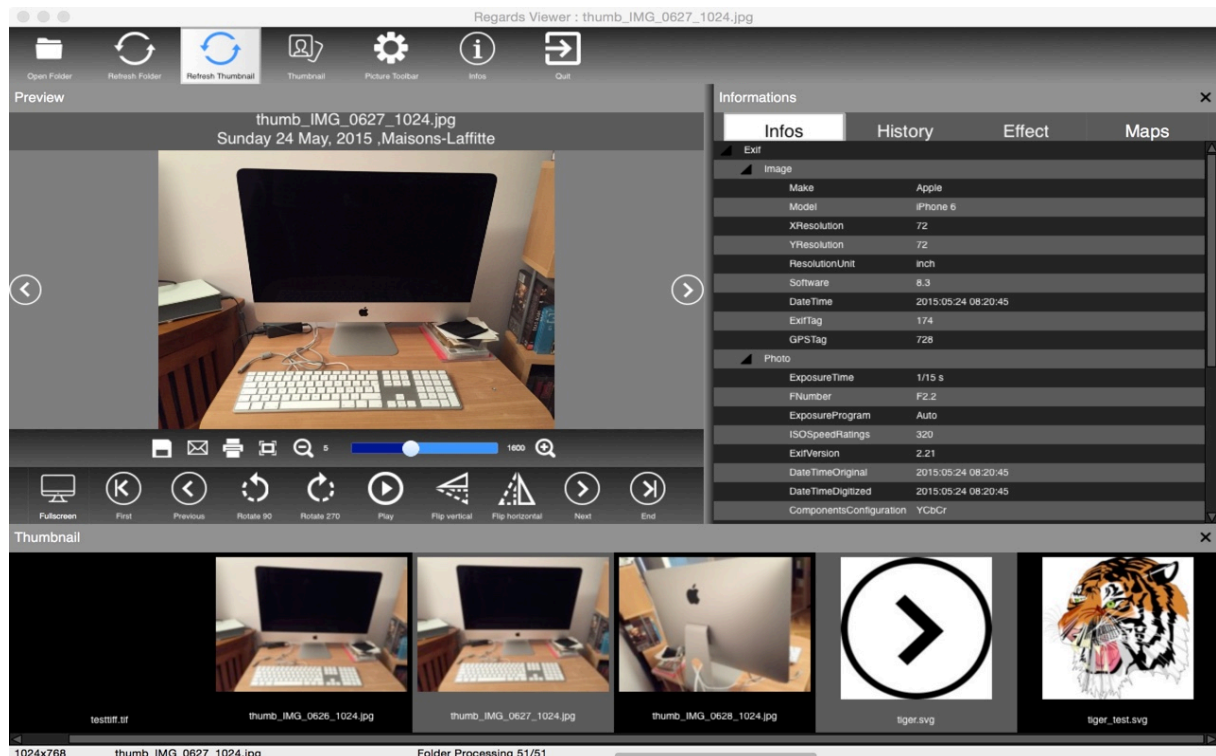 Regards Viewer : thumb_IMG_0627_1024.jpg
Open Folder Refresh Folder Refresh Thumbnail Thumbnail Picture Toolbar Infos Quit
Preview
thumb_IMG_0627_1024.jpg
Sunday 24 May, 2015 ,Maisons-Laffitte
5 1600
Fullscreen First Previous Rotate 90 Rotate 270 Play Flip vertical Flip horizontal Next End
Informations
Infos History Effect Maps
Exif
Image
Make Apple
Model iPhone 6
XResolution 72
YResolution 72
ResolutionUnit inch
Software 8.3
DateTime 2015:05:24 08:20:45
ExifTag 174
GPSTag 728
Photo
ExposureTime 1/15 s
FNumber F2.2
ExposureProgram Auto
ISOSpeedRatings 320
ExifVersion 2.21
DateTimeOriginal 2015:05:24 08:20:45
DateTimeDigitized 2015:05:24 08:20:45
ComponentsConfiguration YCbCr
Thumbnail
testtiff.tif thumb_IMG_0626_1024.jpg thumb_IMG_0627_1024.jpg thumb_IMG_0628_1024.jpg tiger.svg tiger_test.svg
1024x768 thumb_IMG_0627_1024.jpg Folder Processing 51/51